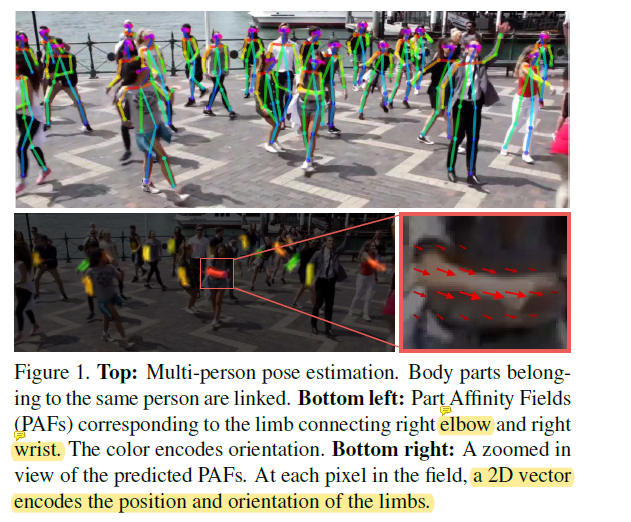 Figure 1. Top: Multi-person pose estimation. Body parts belong-
ing to the same person are linked. Bottom left: Part Affinity Fields
(PAFs) corresponding to the limb connecting right elbow and right
wrist. The color encodes orientation. Bottom right: A zoomed in
view of the predicted PAFs. At each pixel in the field, a 2D vector
encodes the position and orientation of the limbs.